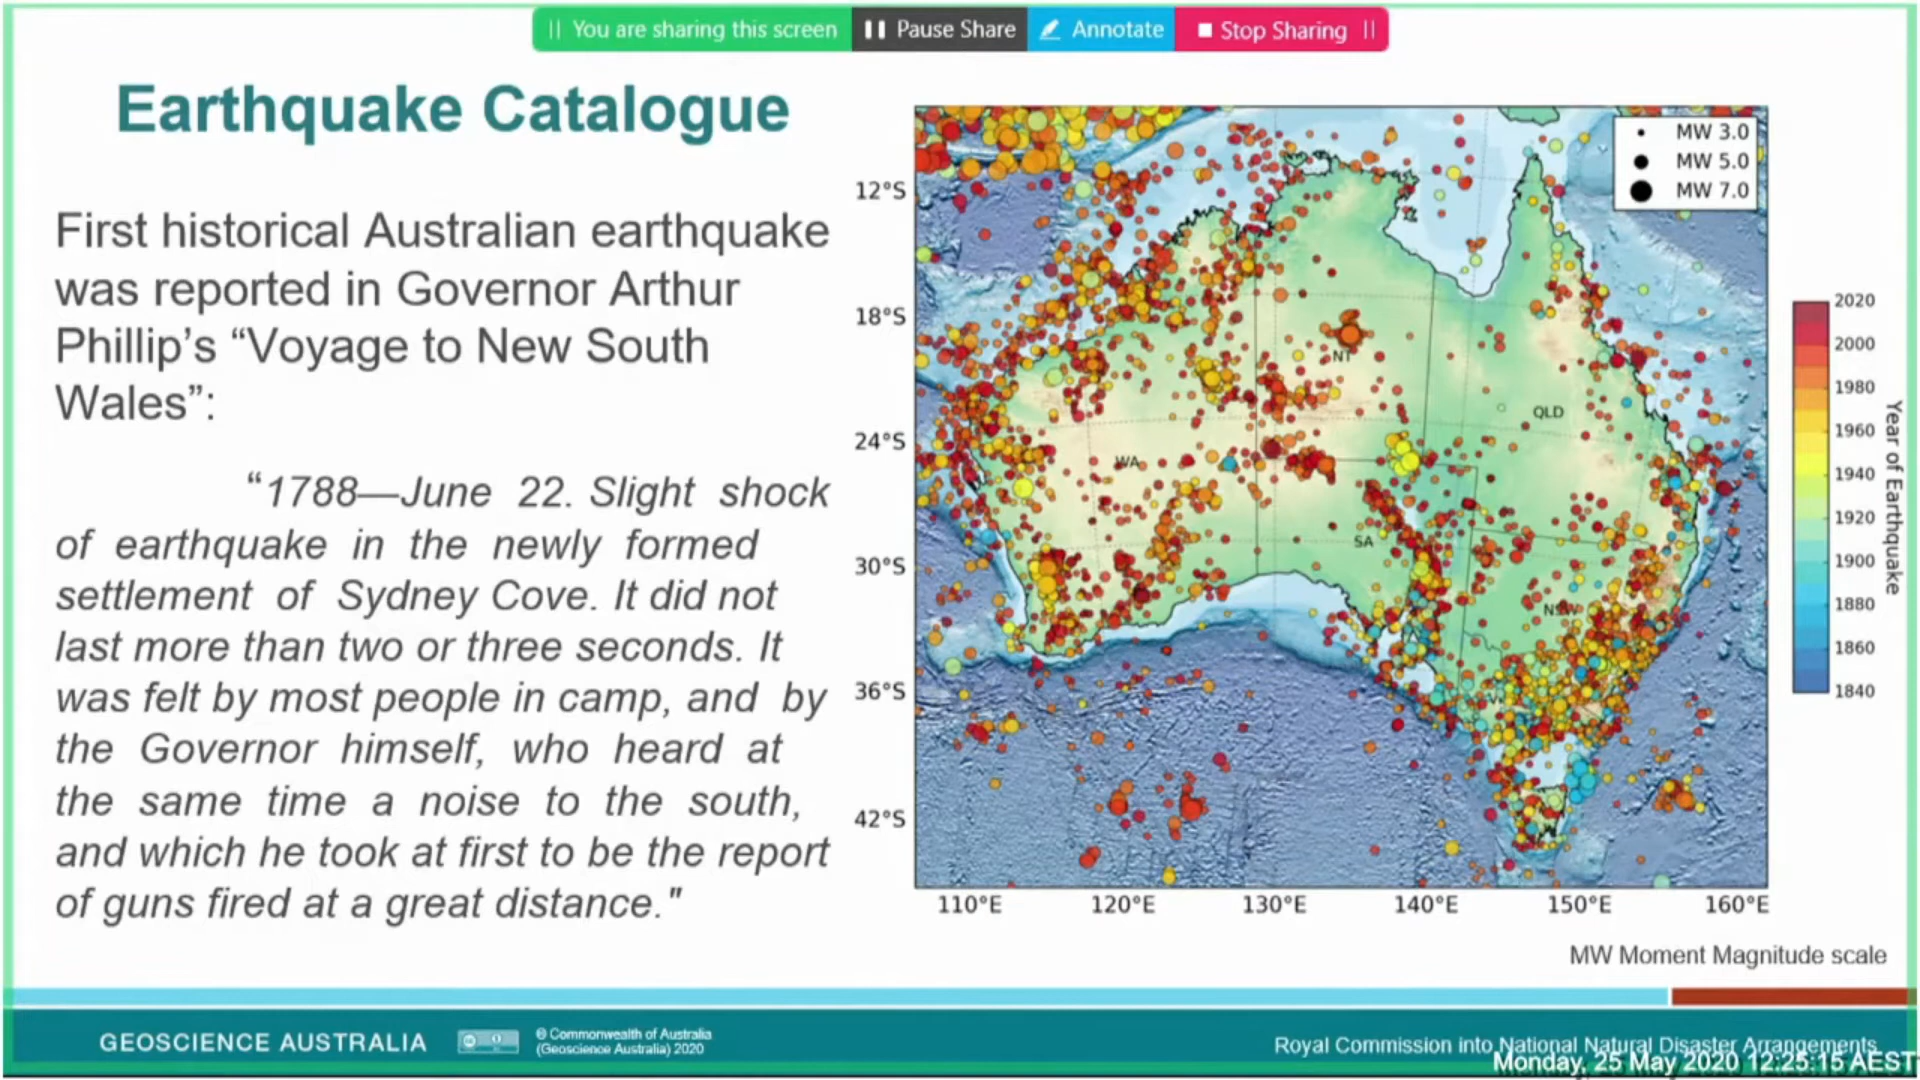 You are sharing this screen
Pause Share
Annotate
Stop Sharing
Earthquake Catalogue
First historical Australian earthquake
was reported in Governor Arthur
Phillip's “Voyage to New South
Wales”:
“1788—June 22. Slight shock
of earthquake in the newly formed
settlement of Sydney Cove. It did not
last more than two or three seconds. It
was felt by most people in camp, and by
the Governor himself, who heard at
the same time a noise to the south,
and which he took at first to be the report
of guns fired at a great distance."
MW 3.0
MW 5.0
MW 7.0
12°S
18°S
24°S
30°S
36°S
42°S
110°E
120°E
130°E
140°E
150°E
160°E
NT
QLD
WA
SA
NSW
2020
2000
1980
1960
1940
1920
1900
1880
1860
1840
Year of Earthquake
MW Moment Magnitude scale
GEOSCIENCE AUSTRALIA
© Commonwealth of Australia
(Geoscience Australia) 2020
Royal Commission into National Natural Disaster Arrangements
Monday, 25 May 2020 12:25:15 AEST